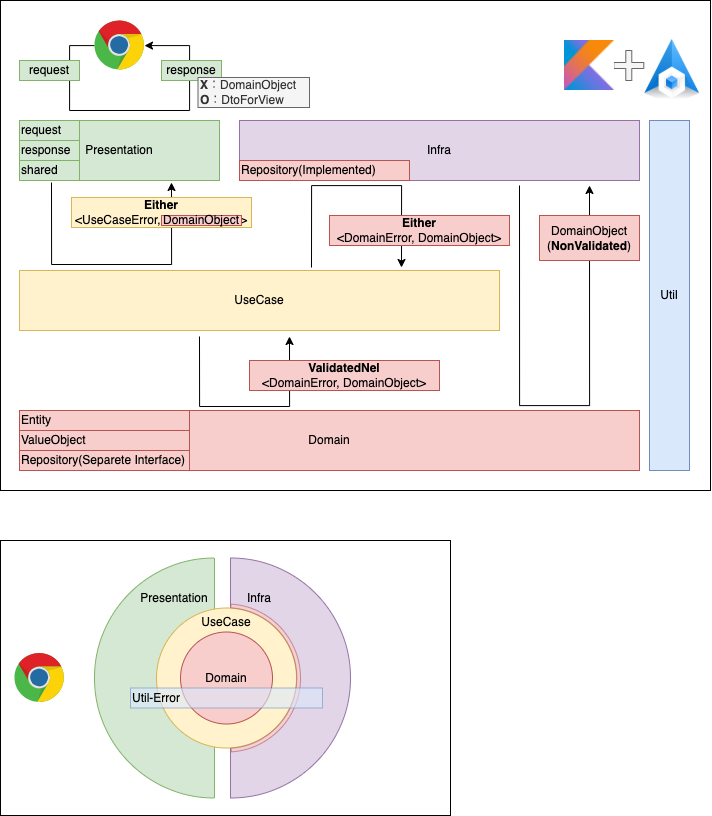 request
response
X：DomainObject
O：DtoForView
request
response
shared
Presentation
Infra
Repository(Implemented)
Either
<UseCaseError,DomainObject>
Either
<DomainError, DomainObject>
DomainObject
(NonValidated)
Util
UseCase
ValidatedNel
<DomainError, DomainObject>
Entity
ValueObject
Repository(Separete Interface)
Domain
Presentation
Infra
UseCase
Domain
Util-Error